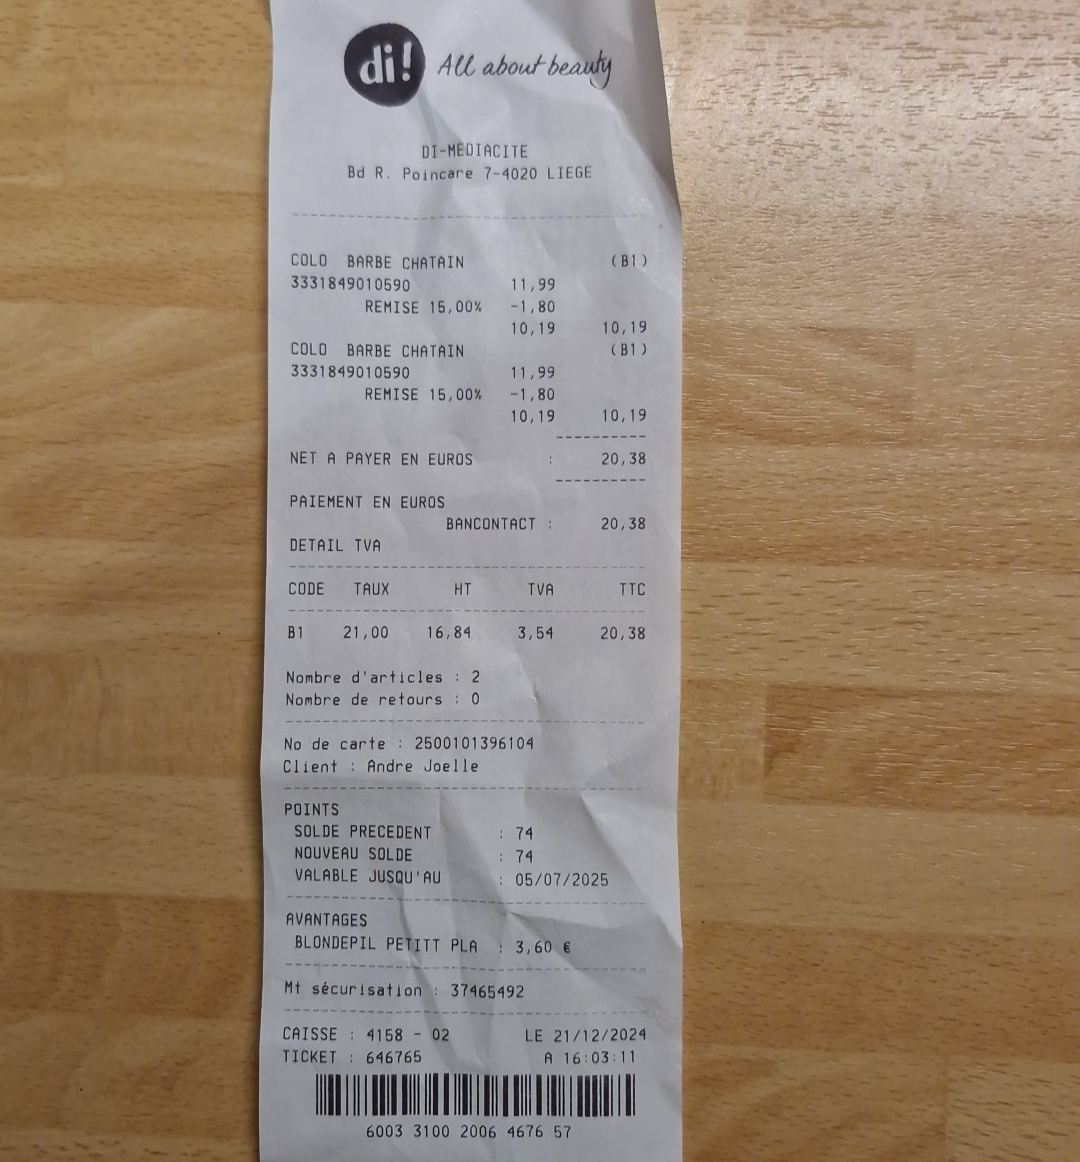 di! All about beauty
DI-MEDIACITE
Bd R. Poincare 7-4020 LIEGE
COLO BARBE CHATAIN (B1)
3331849010590 11,99
REMISE 15,00% -1,80
10,19 10,19
COLO BARBE CHATAIN (B1)
3331849010590 11,99
REMISE 15,00% -1,80
10,19 10,19
NET A PAYER EN EUROS : 20,38
PAIEMENT EN EUROS
BANCONTACT : 20,38
DETAIL TVA
CODE TAUX HT TVA TTC
B1 21,00 16,84 3,54 20,38
Nombre d'articles : 2
Nombre de retours : 0
No de carte : 2500101396104
Client : Andre Joelle
POINTS
SOLDE PRECEDENT : 74
NOUVEAU SOLDE : 74
VALABLE JUSQU'AU : 05/07/2025
AVANTAGES
BLONDEPIL PETITT PLA : 3,60 €
Mt sécurisation : 37465492
CAISSE : 4158 - 02 LE 21/12/2024
TICKET : 646765 A 16:03:11
6003 3100 2006 4676 57